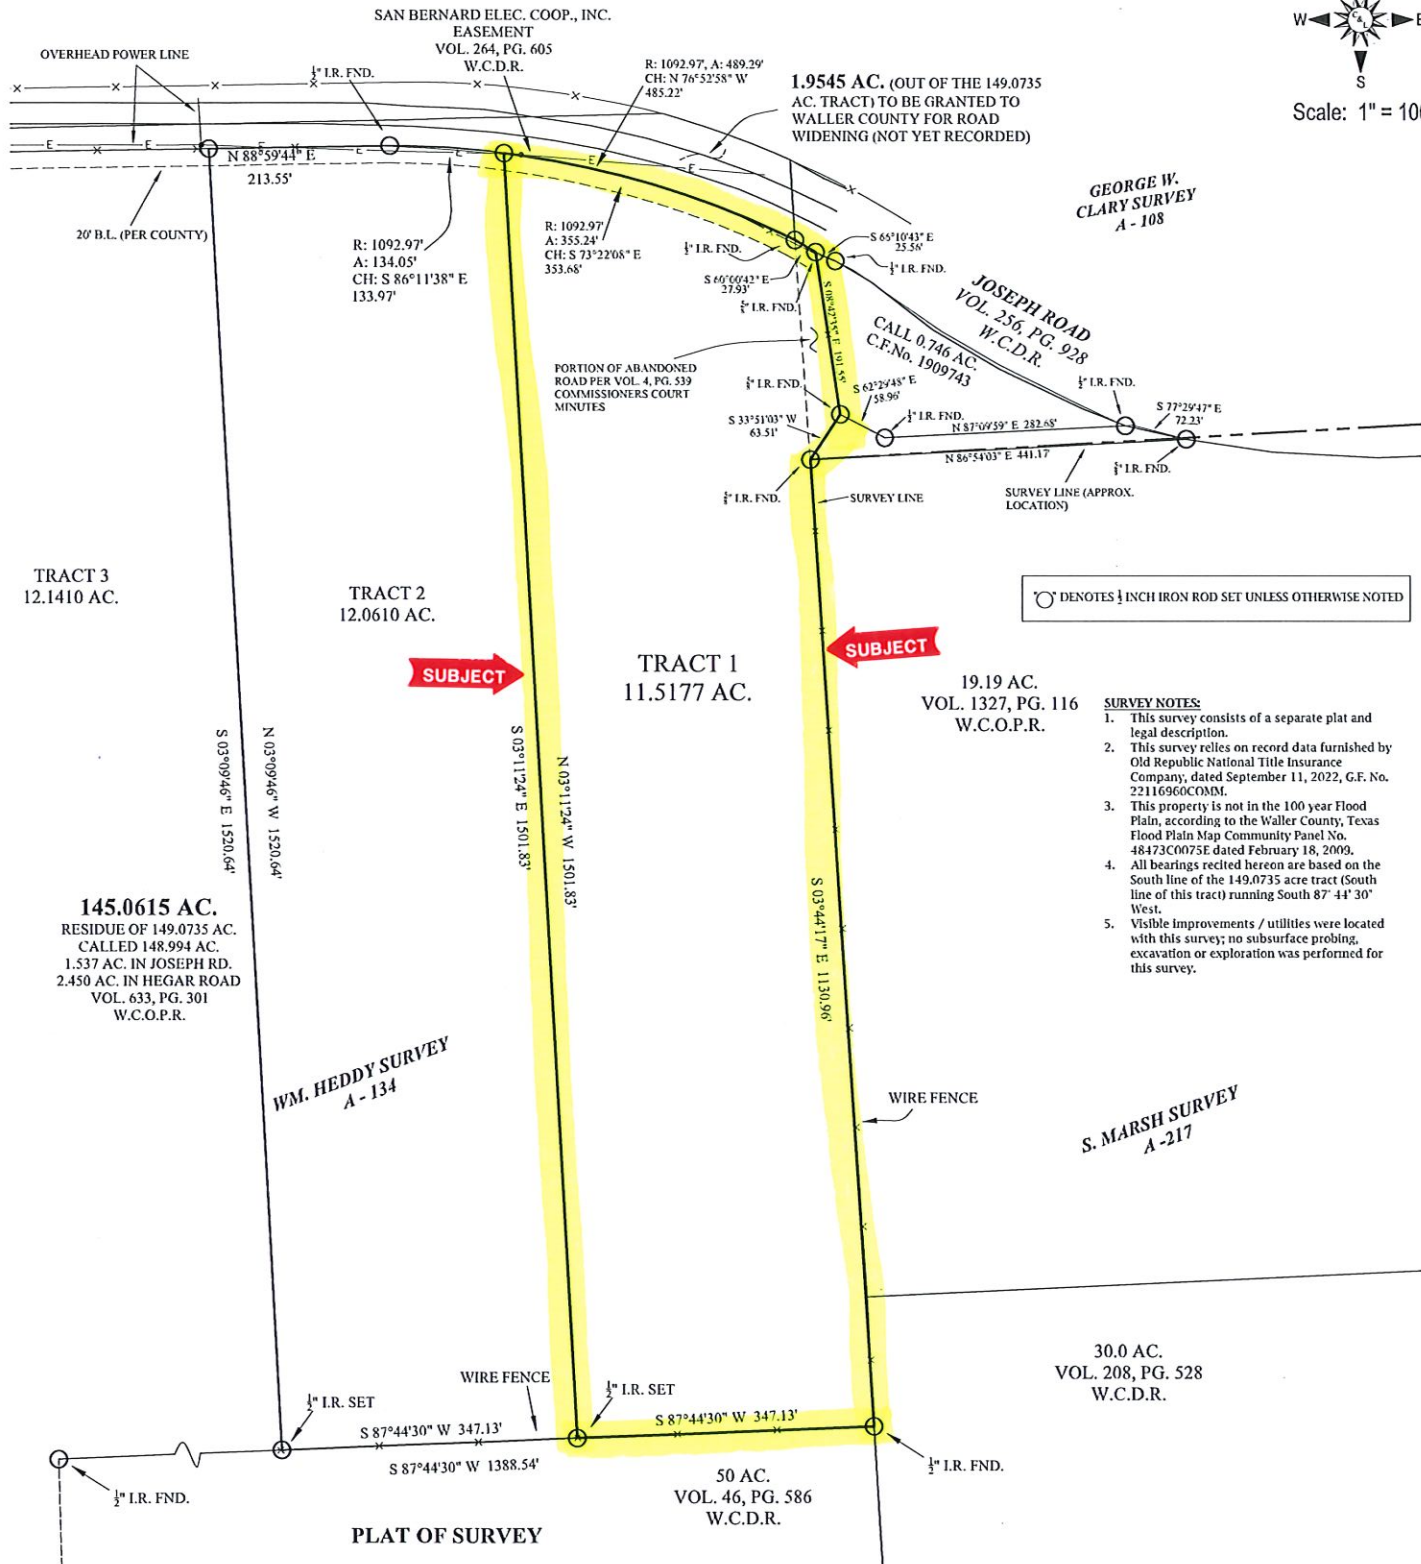 SAN BERNARD ELEC. COOP., INC.
EASEMENT
VOL. 264, PG. 605
W.C.D.R.
OVERHEAD POWER LINE
½" I.R. FND.
R: 1092.97', A: 489.29'
CH: N 76°52'58" W
485.22'
1.9545 AC. (OUT OF THE 149.0735
AC. TRACT) TO BE GRANTED TO
WALLER COUNTY FOR ROAD
WIDENING (NOT YET RECORDED)
W
C & L
E
S
Scale: 1" = 100
GEORGE W.
CLARY SURVEY
A - 108
E
E
E
E
E
N 88°59'44" E
213.55'
20' B.L. (PER COUNTY)
R: 1092.97'
A: 134.05'
CH: S 86°11'38" E
133.97'
R: 1092.97'
A: 355.24'
CH: S 73°22'08" E
353.68'
½" I.R. FND.
S 60°00'42" E
27.93'
I.R. FND.
S 65°10'43" E
25.56'
½" I.R. FND.
S 08°42'15" E 191.55'
JOSEPH ROAD
VOL. 256, PG. 928
W.C.D.R.
CALL 0.746 AC.
C.F.No. 1909743
PORTION OF ABANDONED
ROAD PER VOL. 4, PG. 539
COMMISSIONERS COURT
MINUTES
I.R. FND.
S 62°29'48" E
58.96'
S 33°51'03" W
63.51'
½" I.R. FND.
½" I.R. FND.
N 87°09'59" E 282.68'
S 77°29'47" E
72.23'
N 86°54'03" E 441.17'
I.R. FND.
I.R. FND.
SURVEY LINE
SURVEY LINE (APPROX.
LOCATION)
TRACT 3
12.1410 AC.
TRACT 2
12.0610 AC.
DENOTES ½ INCH IRON ROD SET UNLESS OTHERWISE NOTED
SUBJECT
TRACT 1
11.5177 AC.
SUBJECT
19.19 AC.
VOL. 1327, PG. 116
W.C.O.P.R.
SURVEY NOTES:
1. This survey consists of a separate plat and
legal description.
2. This survey relies on record data furnished by
Old Republic National Title Insurance
Company, dated September 11, 2022, G.F. No.
22116960COMM.
3. This property is not in the 100 year Flood
Plain, according to the Waller County, Texas
Flood Plain Map Community Panel No.
48473C0075E dated February 18, 2009.
4. All bearings recited hereon are based on the
South line of the 149.0735 acre tract (South
line of this tract) running South 87° 44' 30"
West.
5. Visible improvements / utilities were located
with this survey; no subsurface probing,
excavation or exploration was performed for
this survey.
S 03°09'46" E 1520.64'
N 03°09'46" W 1520.64'
S 03°11'24" E 1501.83'
N 03°11'24" W 1501.83'
S 03°44'17" E 1130.96'
145.0615 AC.
RESIDUE OF 149.0735 AC.
CALLED 148.994 AC.
1.537 AC. IN JOSEPH RD.
2.450 AC. IN HEGAR ROAD
VOL. 633, PG. 301
W.C.O.P.R.
WM. HEDDY SURVEY
A - 134
WIRE FENCE
S. MARSH SURVEY
A -217
30.0 AC.
VOL. 208, PG. 528
W.C.D.R.
WIRE FENCE
½" I.R. SET
½" I.R. SET
S 87°44'30" W 347.13'
S 87°44'30" W 347.13'
S 87°44'30" W 1388.54'
½" I.R. FND.
½" I.R. FND.
50 AC.
VOL. 46, PG. 586
W.C.D.R.
PLAT OF SURVEY